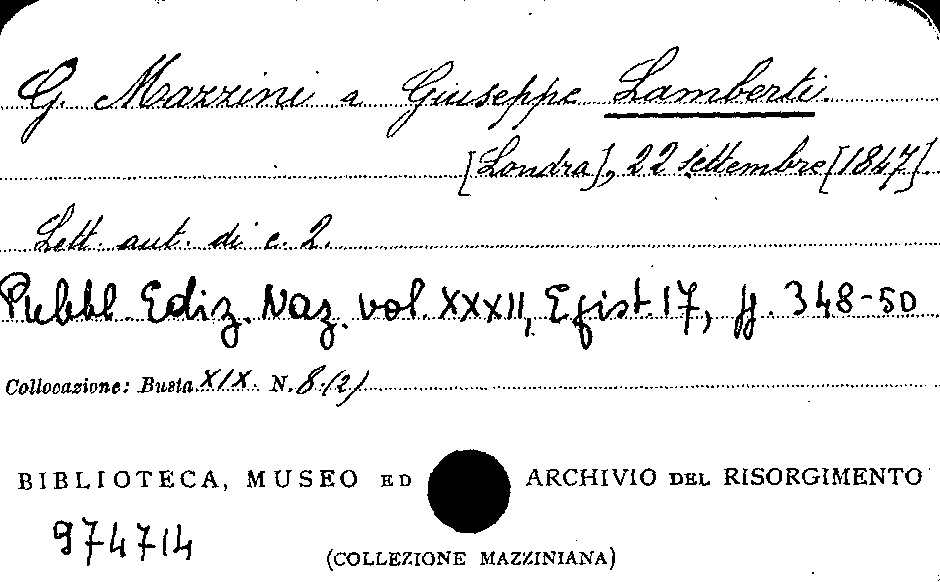 G. Mazzini a Giuseppe Lamberti.
[Londra], 22 settembre [1847].
Lett. aut. di c. 2.
Pubbl. Ediz. Naz. vol. XXXII, Epist. 17, pp. 348-50
Collocazione: Busta XIX. N. 8.(2)
BIBLIOTECA, MUSEO ED ARCHIVIO DEL RISORGIMENTO
974714
(COLLEZIONE MAZZINIANA)